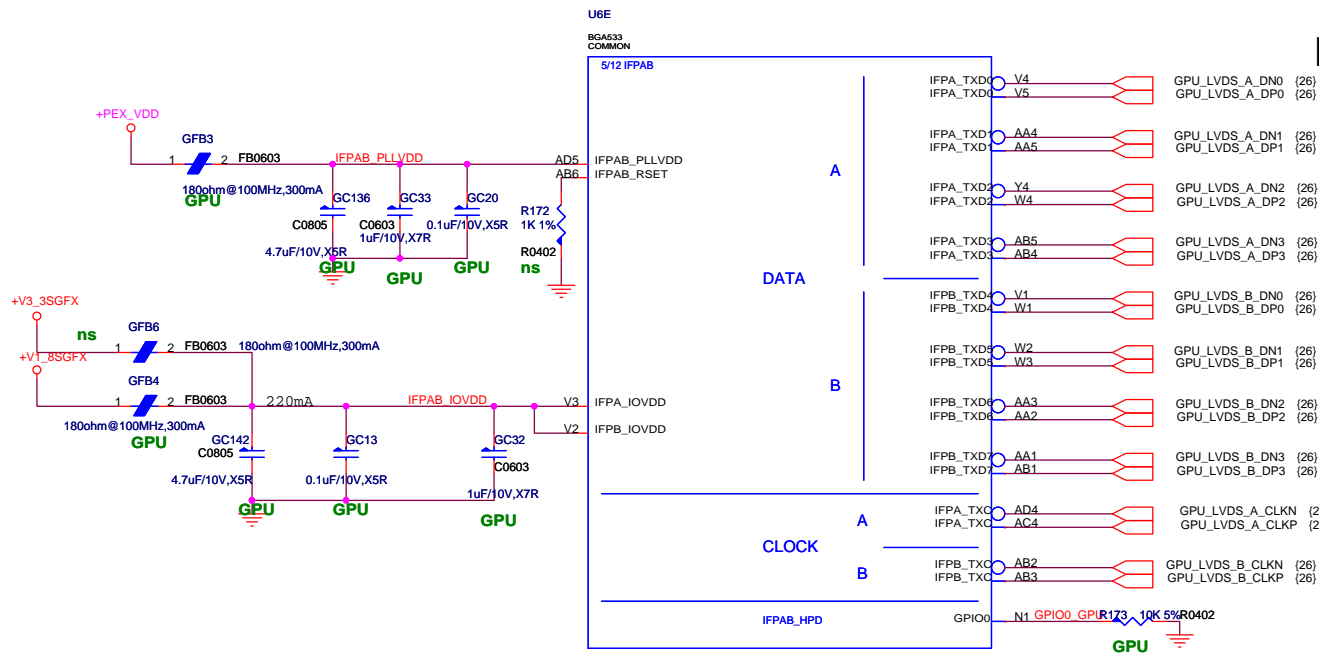 U6E
BGA533
COMMON
5/12 IFPAB
+PEX_VDD
GFB3
1 2 FB0603
180ohm@100MHz,300mA
GPU
IFPAB_PLLVDD
AD5 IFPAB_PLLVDD
AB6 IFPAB_RSET
GC136
C0805
4.7uF/10V,X5R
GPU
GC33
C0603
1uF/10V,X7R
GPU
GC20
0.1uF/10V,X5R
GPU
R172
1K 1%
R0402
ns
+V3_3SGFX
ns
GFB6
1 2 FB0603
180ohm@100MHz,300mA
+V1_8SGFX
GFB4
1 2 FB0603
180ohm@100MHz,300mA
GPU
220mA
IFPAB_IOVDD
V3 IFPA_IOVDD
V2 IFPB_IOVDD
GC142
C0805
4.7uF/10V,X5R
GPU
GC13
0.1uF/10V,X5R
GPU
GC32
C0603
1uF/10V,X7R
GPU
A
DATA
B
A
CLOCK
B
IFPAB_HPD
IFPA_TXD0 V4 GPU_LVDS_A_DN0 {26}
IFPA_TXD0 V5 GPU_LVDS_A_DP0 {26}
IFPA_TXD1 AA4 GPU_LVDS_A_DN1 {26}
IFPA_TXD1 AA5 GPU_LVDS_A_DP1 {26}
IFPA_TXD2 Y4 GPU_LVDS_A_DN2 {26}
IFPA_TXD2 W4 GPU_LVDS_A_DP2 {26}
IFPA_TXD3 AB5 GPU_LVDS_A_DN3 {26}
IFPA_TXD3 AB4 GPU_LVDS_A_DP3 {26}
IFPB_TXD4 V1 GPU_LVDS_B_DN0 {26}
IFPB_TXD4 W1 GPU_LVDS_B_DP0 {26}
IFPB_TXD5 W2 GPU_LVDS_B_DN1 {26}
IFPB_TXD5 W3 GPU_LVDS_B_DP1 {26}
IFPB_TXD6 AA3 GPU_LVDS_B_DN2 {26}
IFPB_TXD6 AA2 GPU_LVDS_B_DP2 {26}
IFPB_TXD7 AA1 GPU_LVDS_B_DN3 {26}
IFPB_TXD7 AB1 GPU_LVDS_B_DP3 {26}
IFPA_TXC AD4 GPU_LVDS_A_CLKN {2
IFPA_TXC AC4 GPU_LVDS_A_CLKP {2
IFPB_TXC AB2 GPU_LVDS_B_CLKN {26}
IFPB_TXC AB3 GPU_LVDS_B_CLKP {26}
GPIO0 N1 GPIO0_GPU R173 10K 5% R0402
GPU